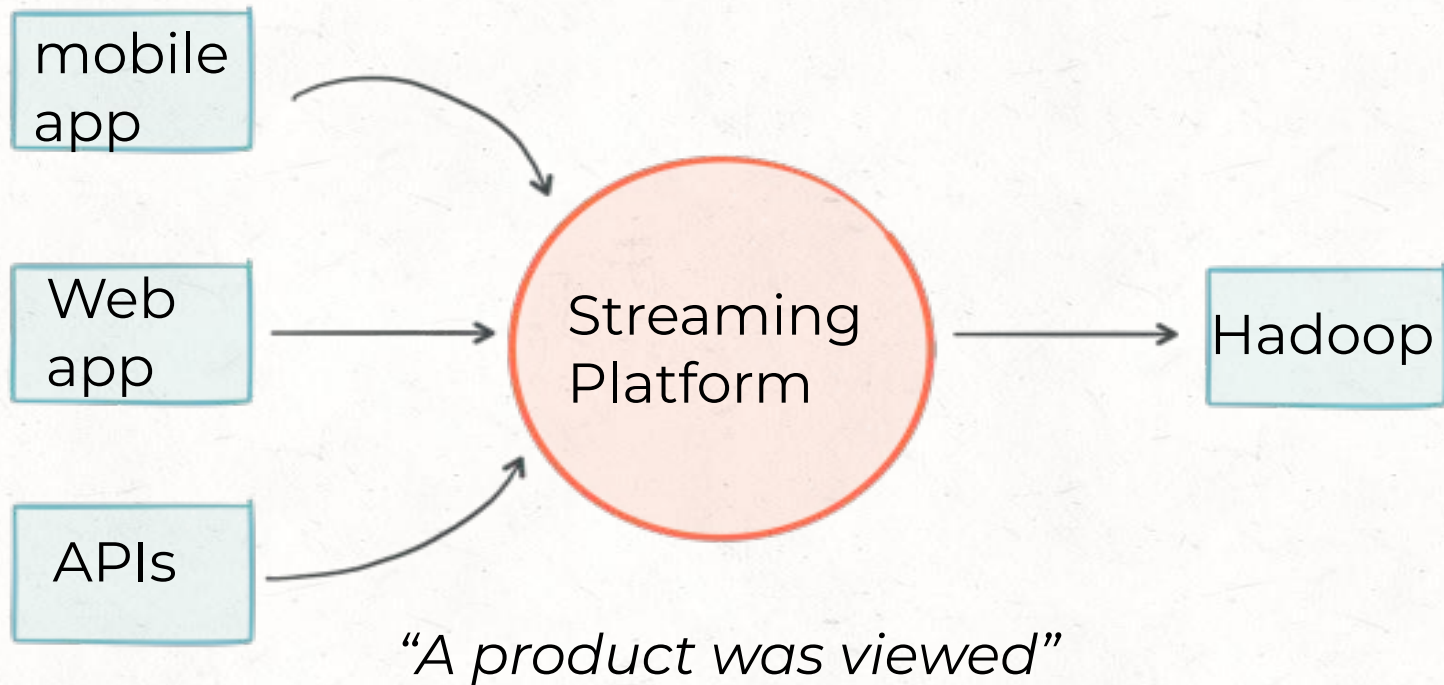 mobile
app
Web
app
APIs
Streaming
Platform
Hadoop
“A product was viewed”